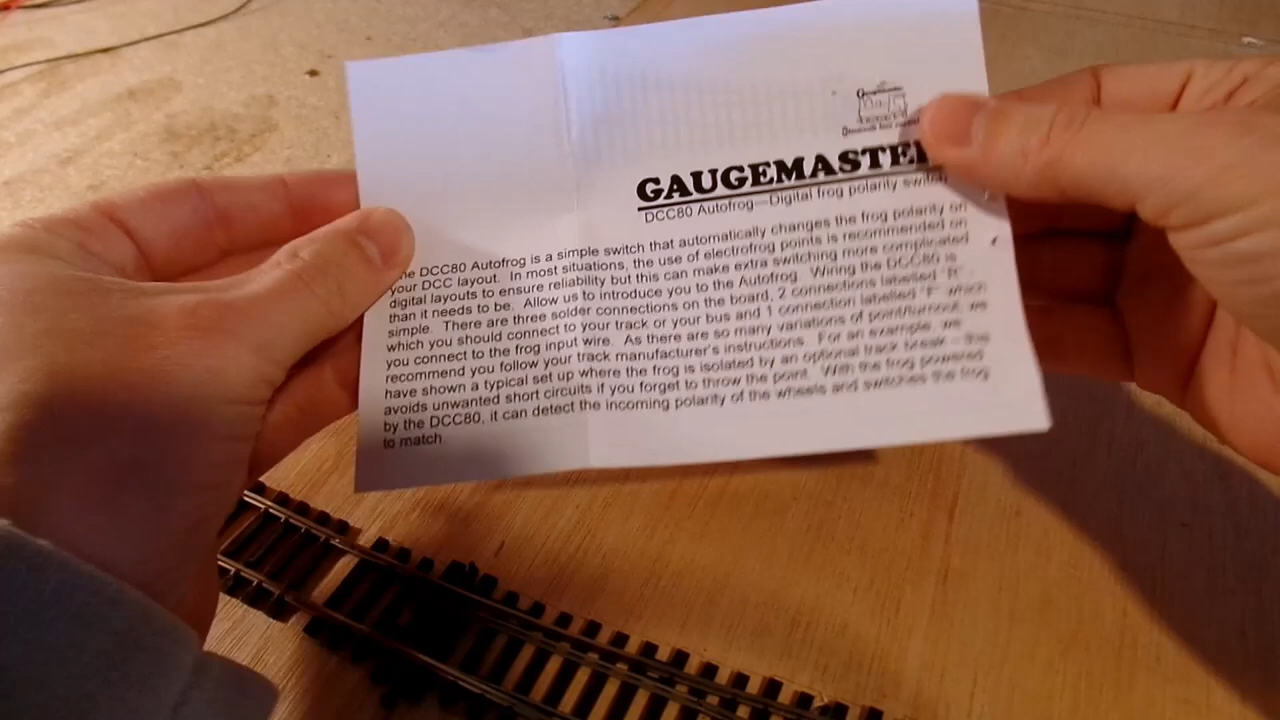 GAUGEMASTE
DCC80 Autofrog—Digital frog polarity switch
he DCC80 Autofrog is a simple switch that automatically changes the frog polarity on
your DCC layout. In most situations, the use of electrofrog points is recommended on
digital layouts to ensure reliability but this can make extra switching more complicated
than it needs to be. Allow us to introduce you to the Autofrog. Wiring the DCC80 is
simple. There are three solder connections on the board, 2 connections labelled "R"
which you should connect to your track or your bus and 1 connection labelled "F" which
you connect to the frog input wire. As there are so many variations of point/turnout, we
recommend you follow your track manufacturer's instructions. For an example, we
have shown a typical set up where the frog is isolated by an optional track break - this
avoids unwanted short circuits if you forget to throw the point. With the frog powered
by the DCC80, it can detect the incoming polarity of the wheels and switches the frog
to match.